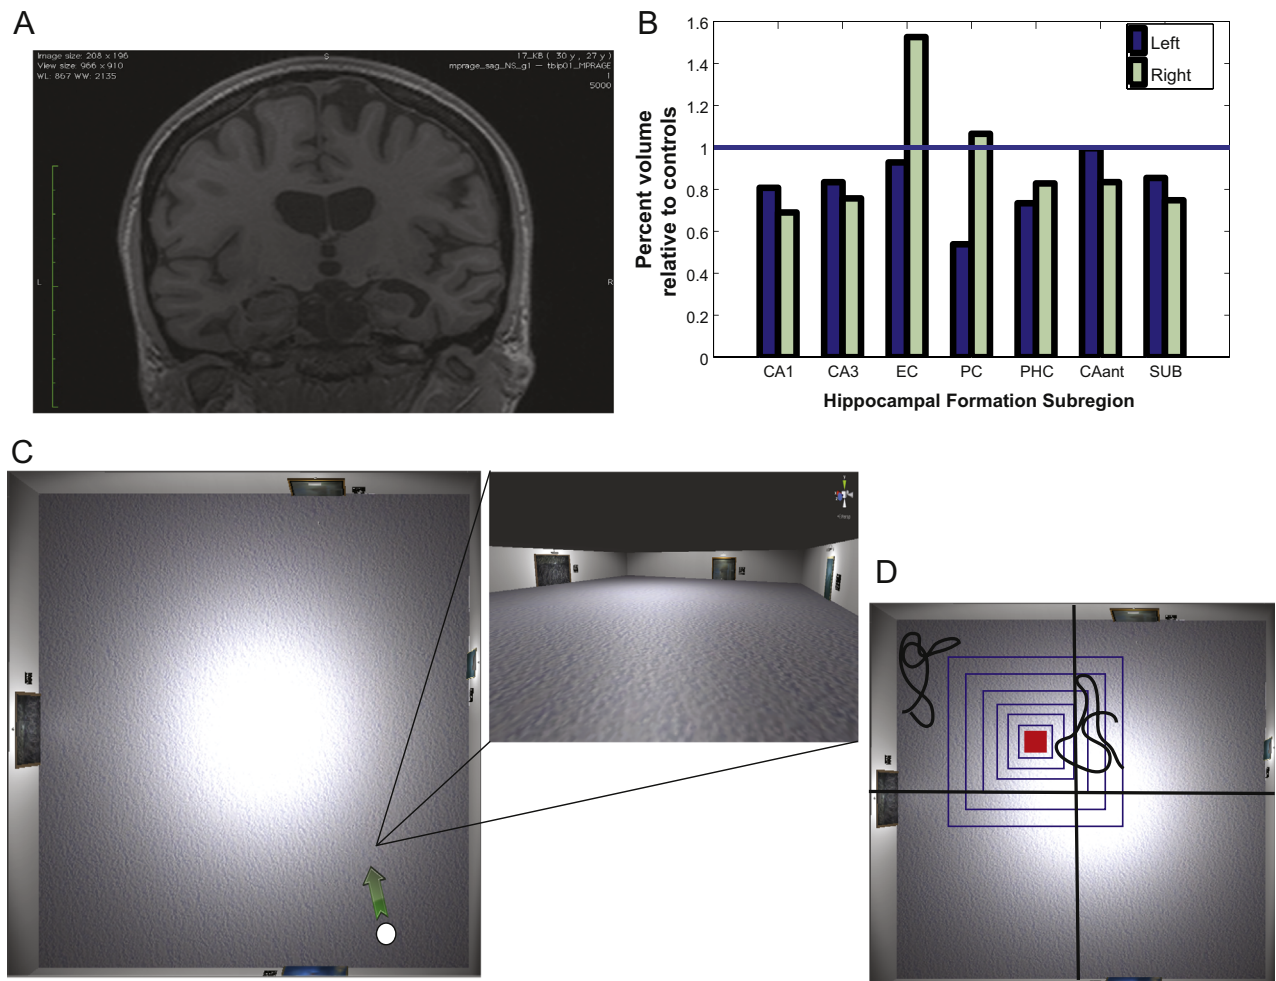 A
Image size: 208 x 196
View size: 966 x 910
WL: 867 WW: 2135
S
17_KB ( 30 y , 27 y )
mprage_sag_NS_g1 — tbip01_MPRAGE
I
5000
L
R
B
Percent volume
relative to controls
1.6
1.4
1.2
1
0.8
0.6
0.4
0.2
0
Left
Right
CA1 CA3 EC PC PHC CAant SUB
Hippocampal Formation Subregion
C
D